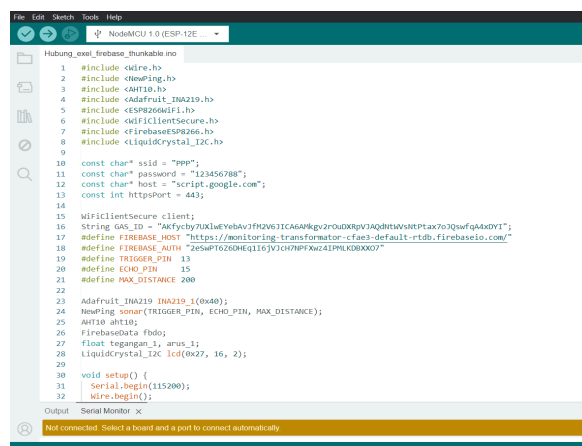 File Edit Sketch Tools Help
NodeMCU 1.0 (ESP-12E ...
Hubung_exel_firebase_thunkable.ino
1 #include <Wire.h>
2 #include <NewPing.h>
3 #include <AHT10.h>
4 #include <Adafruit_INA219.h>
5 #include <ESP8266WiFi.h>
6 #include <WiFiClientSecure.h>
7 #include <FirebaseESP8266.h>
8 #include <LiquidCrystal_I2C.h>
9
10 const char* ssid = "PPP";
11 const char* password = "123456788";
12 const char* host = "script.google.com";
13 const int httpsPort = 443;
14
15 WiFiClientSecure client;
16 String GAS_ID = "AKfycby7UXlwEYebAvJfM2V6JICA6AMkgv2rOuDXRpVJAQdNtWVsNtPtax7oJQswfqA4xDYI";
17 #define FIREBASE_HOST "https://monitoring-transformator-cfae3-default-rtdb.firebaseio.com/"
18 #define FIREBASE_AUTH "2eSwPT6Z6DHEq1I6jVJcH7NPFXwz4IPMLKDBXXO7"
19 #define TRIGGER_PIN 13
20 #define ECHO_PIN 15
21 #define MAX_DISTANCE 200
22
23 Adafruit_INA219 INA219_1(0x40);
24 NewPing sonar(TRIGGER_PIN, ECHO_PIN, MAX_DISTANCE);
25 AHT10 aht10;
26 FirebaseData fbdo;
27 float tegangan_1, arus_1;
28 LiquidCrystal_I2C lcd(0x27, 16, 2);
29
30 void setup() {
31 Serial.begin(115200);
32 Wire.begin();
Output Serial Monitor x
Not connected. Select a board and a port to connect automatically.